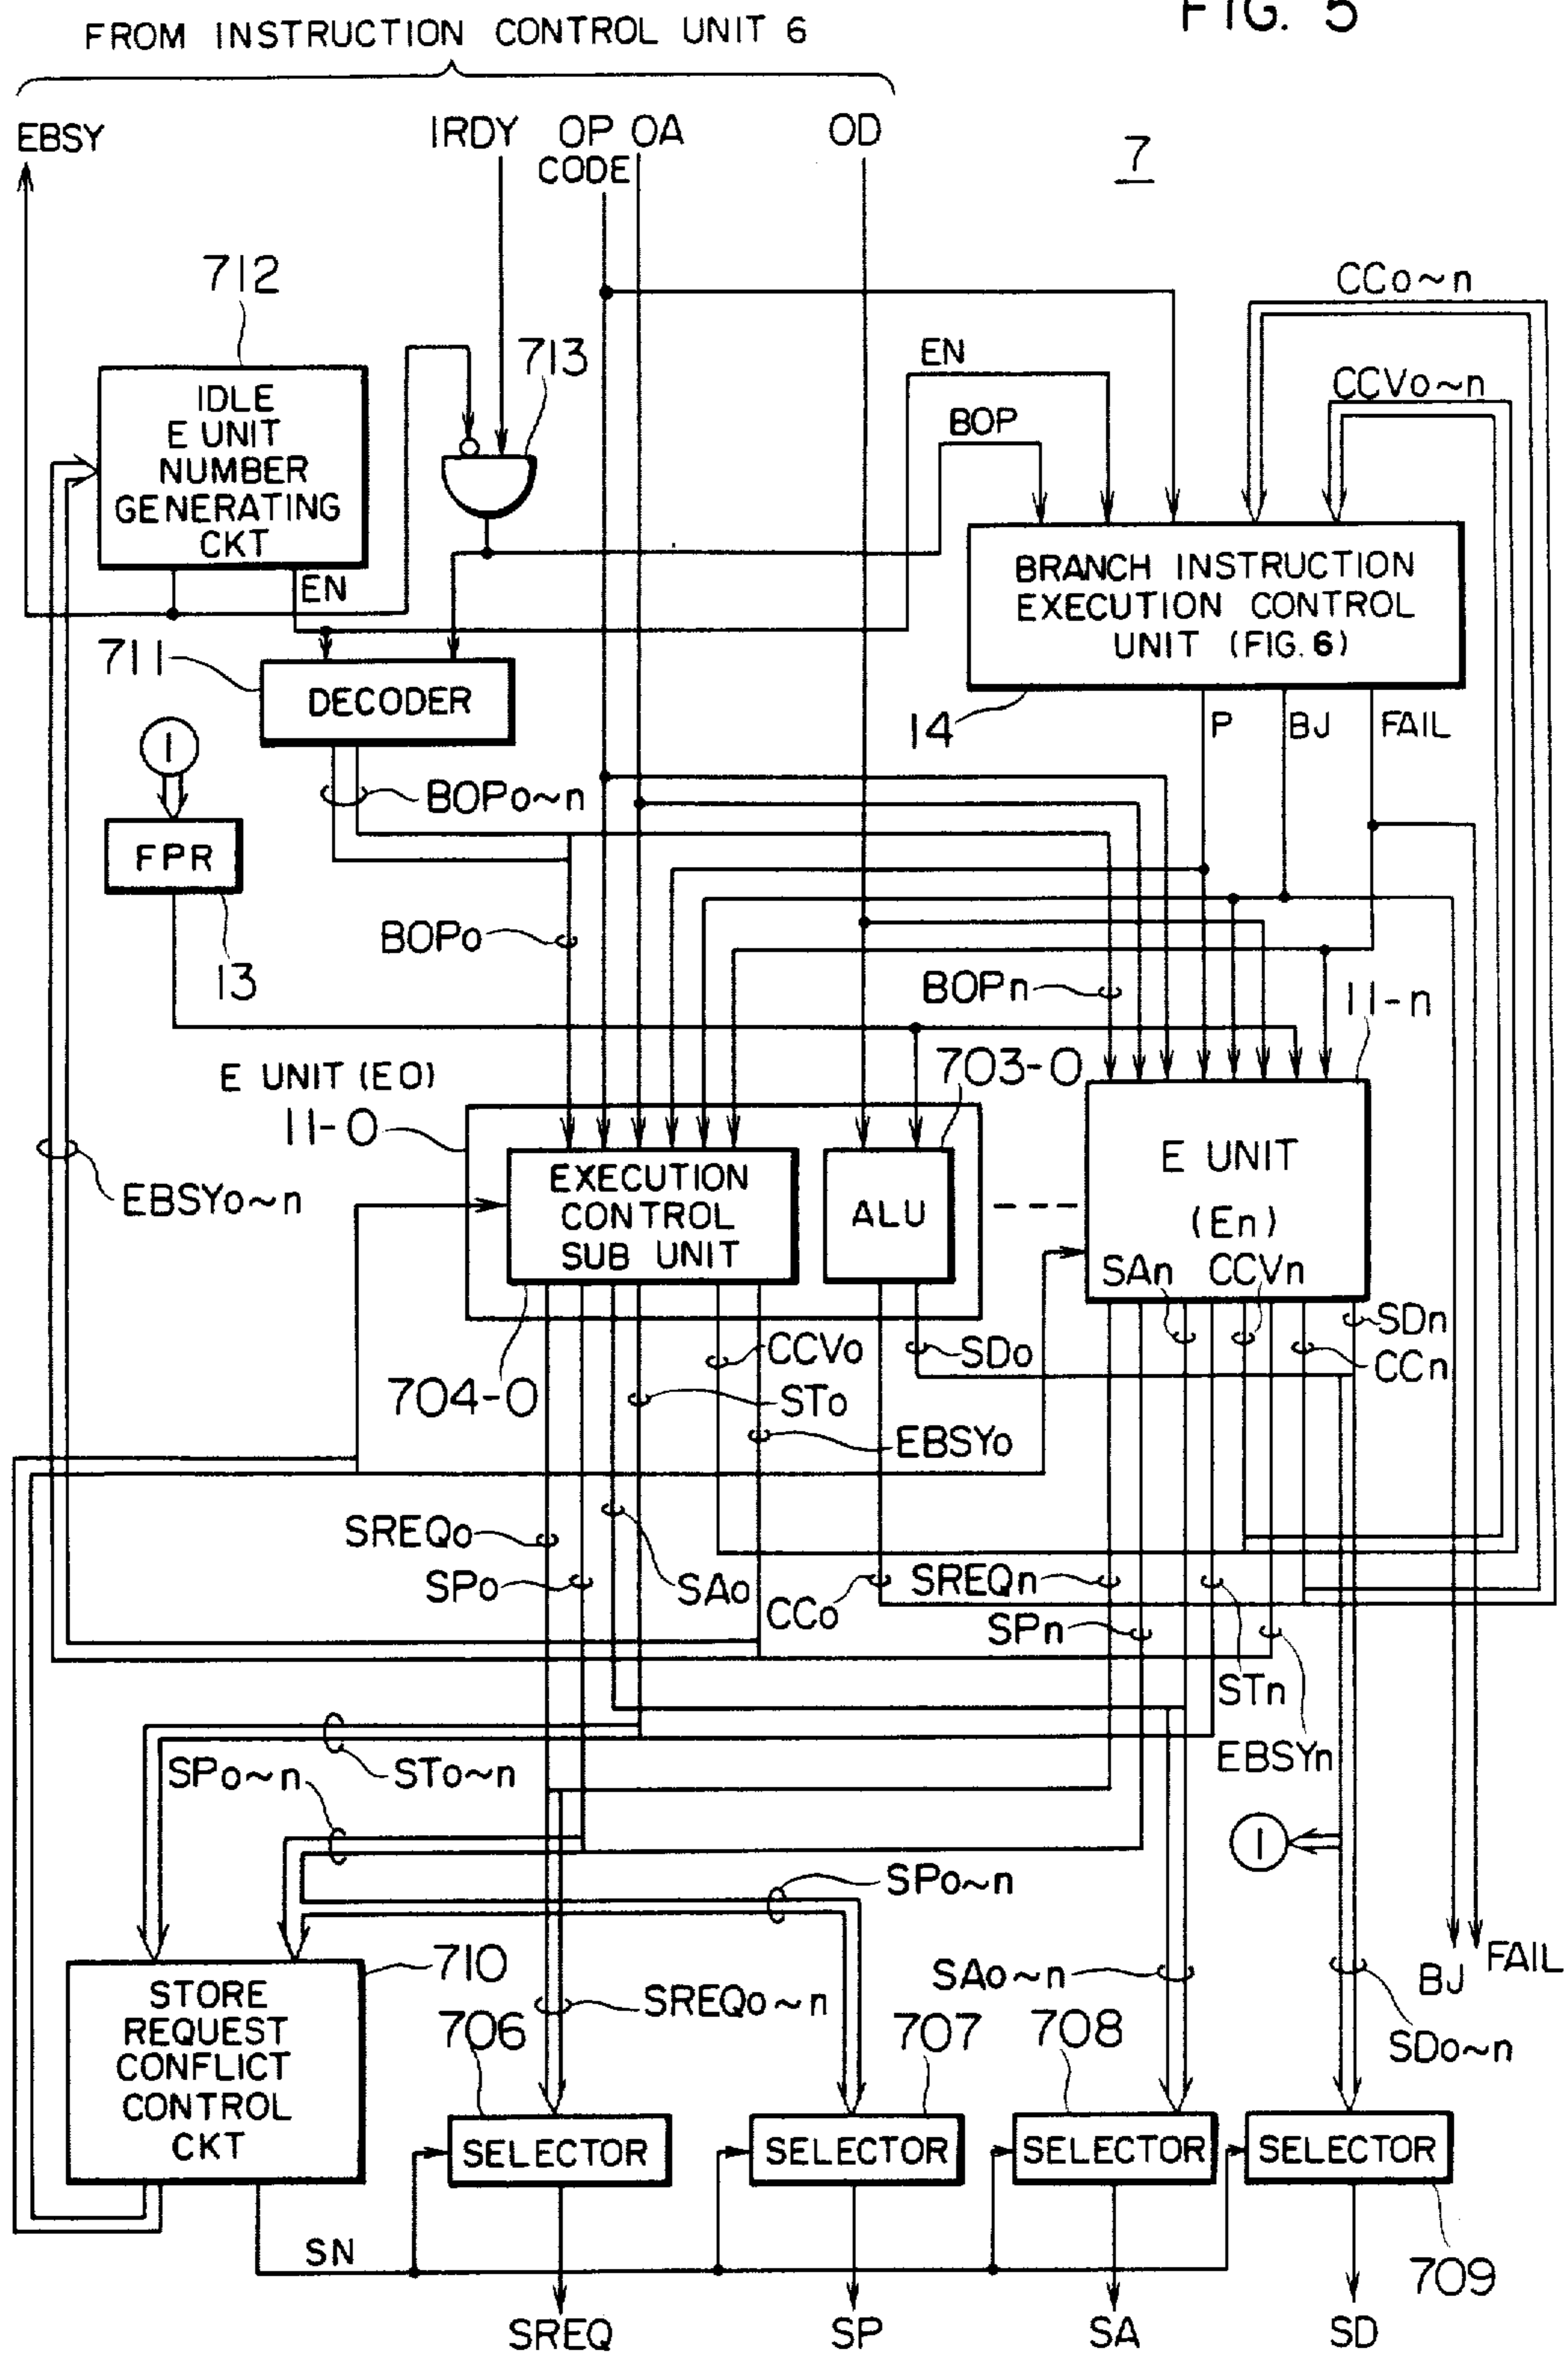 FIG. 5
FROM INSTRUCTION CONTROL UNIT 6
EBSY
IRDY
OP
CODE
OA
OD
7
712
713
CCo~n
EN
CCVo~n
BOP
IDLE
E UNIT
NUMBER
GENERATING
CKT
EN
BRANCH INSTRUCTION
EXECUTION CONTROL
UNIT (FIG. 6)
711
DECODER
14
P
BJ
FAIL
1
BOPo~n
FPR
13
BOPo
BOPn
11-n
E UNIT (EO)
11-0
703-0
EXECUTION
CONTROL
SUB UNIT
ALU
E UNIT
(En)
EBSYo~n
SAn
CCVn
SDn
CCn
704-0
CCVo
SDo
STo
EBSYo
SREQo
SPo
SAo
CCo
SREQn
SPn
STn
EBSYn
STo~n
SPo~n
1
SPo~n
710
STORE
REQUEST
CONFLICT
CONTROL
CKT
SREQo~n
SAo~n
BJ
FAIL
SDo~n
706
707
708
SELECTOR
SELECTOR
SELECTOR
SELECTOR
709
SN
SREQ
SP
SA
SD